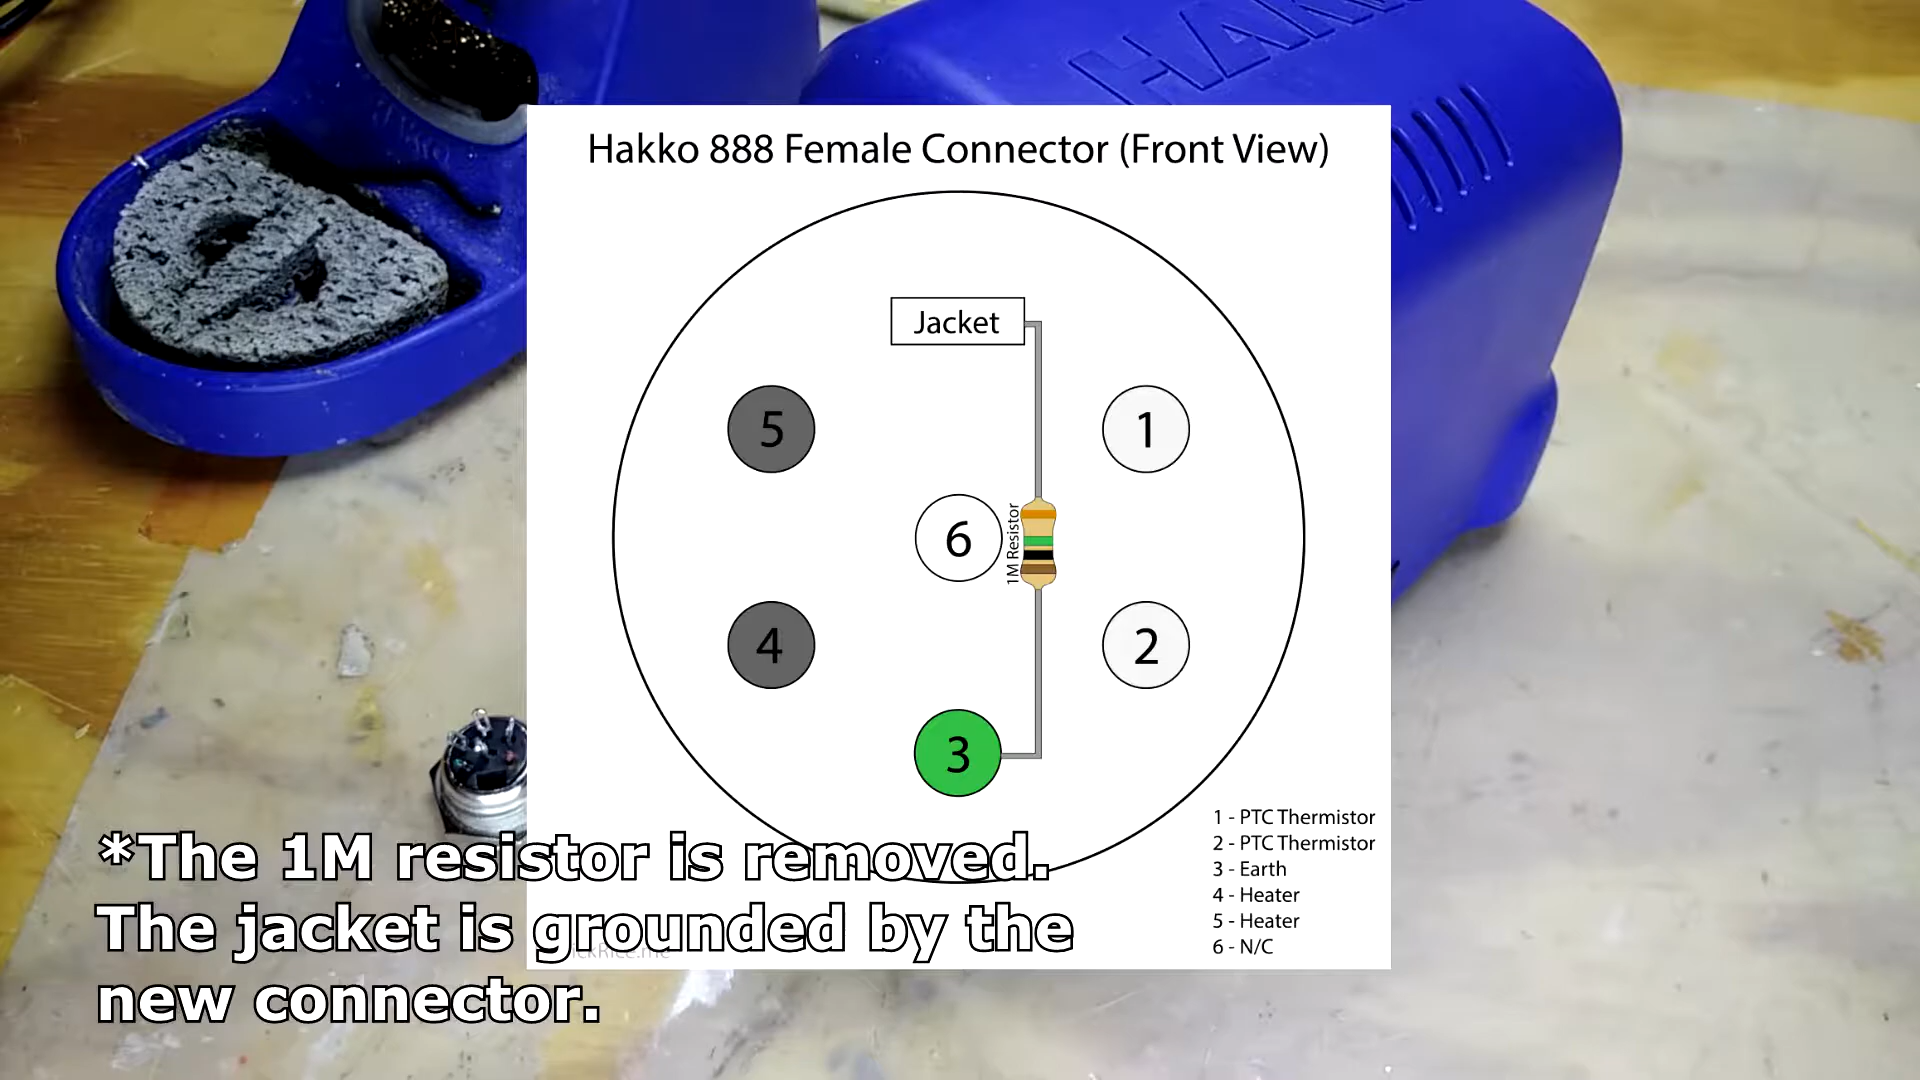 Hakko 888 Female Connector (Front View)
Jacket
5
1
6
1M Resistor
4
2
3
1 - PTC Thermistor
2 - PTC Thermistor
3 - Earth
4 - Heater
5 - Heater
6 - N/C
*The 1M resistor is removed.
The jacket is grounded by the
new connector.